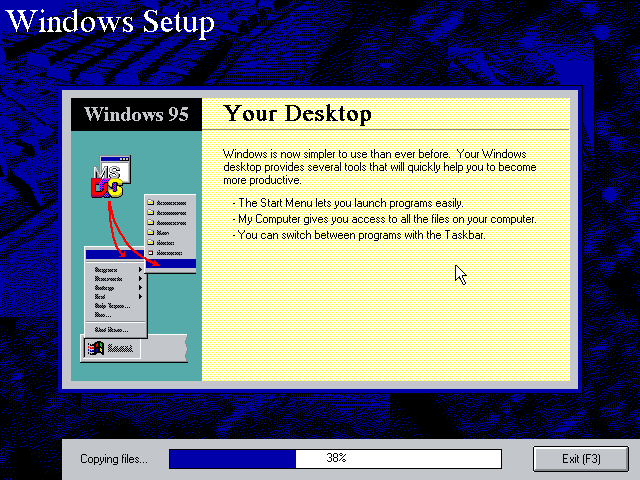 Windows Setup
Windows 95
Your Desktop
MS
DOS
Windows is now simpler to use than ever before. Your Windows
desktop provides several tools that will quickly help you to become
more productive.
- The Start Menu lets you launch programs easily.
- My Computer gives you access to all the files on your computer.
- You can switch between programs with the Taskbar.
Copying files...
38%
Exit (F3)